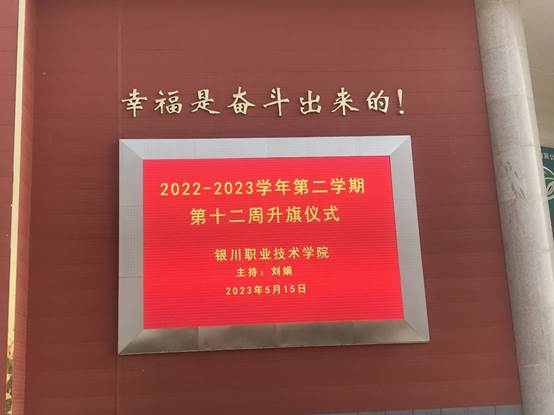 幸福是奋斗出来的!
2022-2023学年第二学期
第十二周升旗仪式
银川职业技术学院
主持：刘娟
2023年5月15日